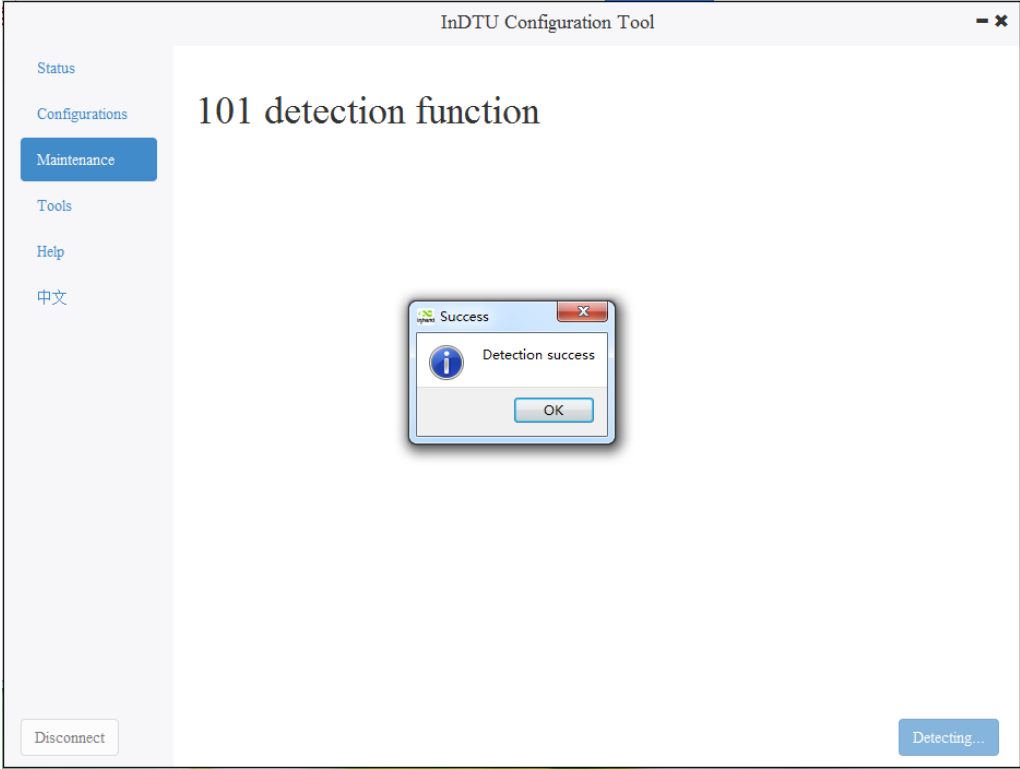 InDTU Configuration Tool
Status
Configurations
Maintenance
Tools
Help
中文
101 detection function
Success
Detection success
OK
Disconnect
Detecting...